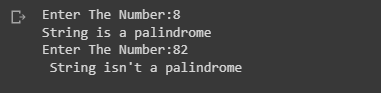 Enter The Number:8
String is a palindrome
Enter The Number:82
 String isn't a palindrome